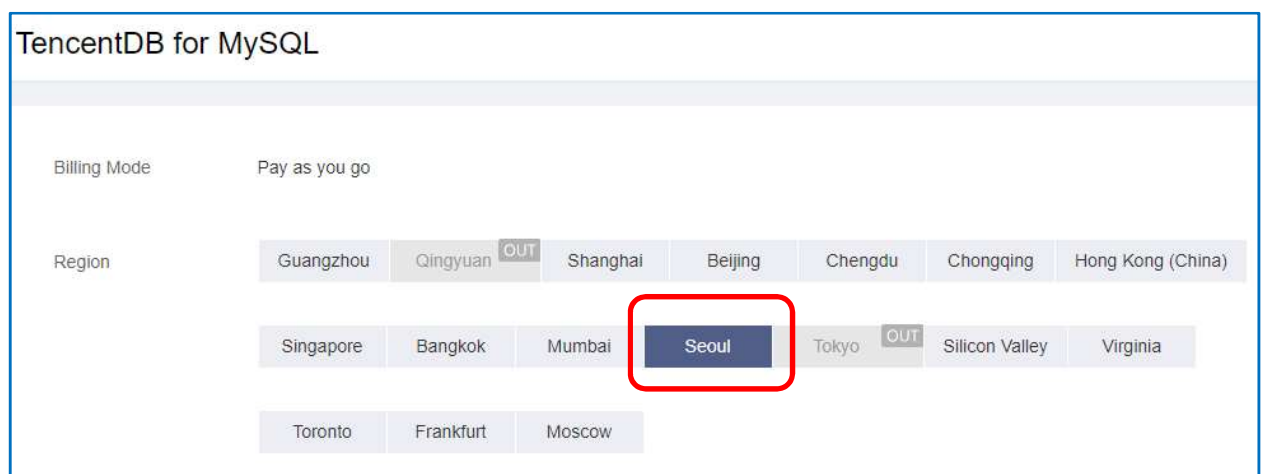 TencentDB for MySQL
Billing Mode Pay as you go
Region Guangzhou Qingyuan OUT Shanghai Beijing Chengdu Chongqing Hong Kong (China)
Singapore Bangkok Mumbai Seoul Tokyo OUT Silicon Valley Virginia
Toronto Frankfurt Moscow